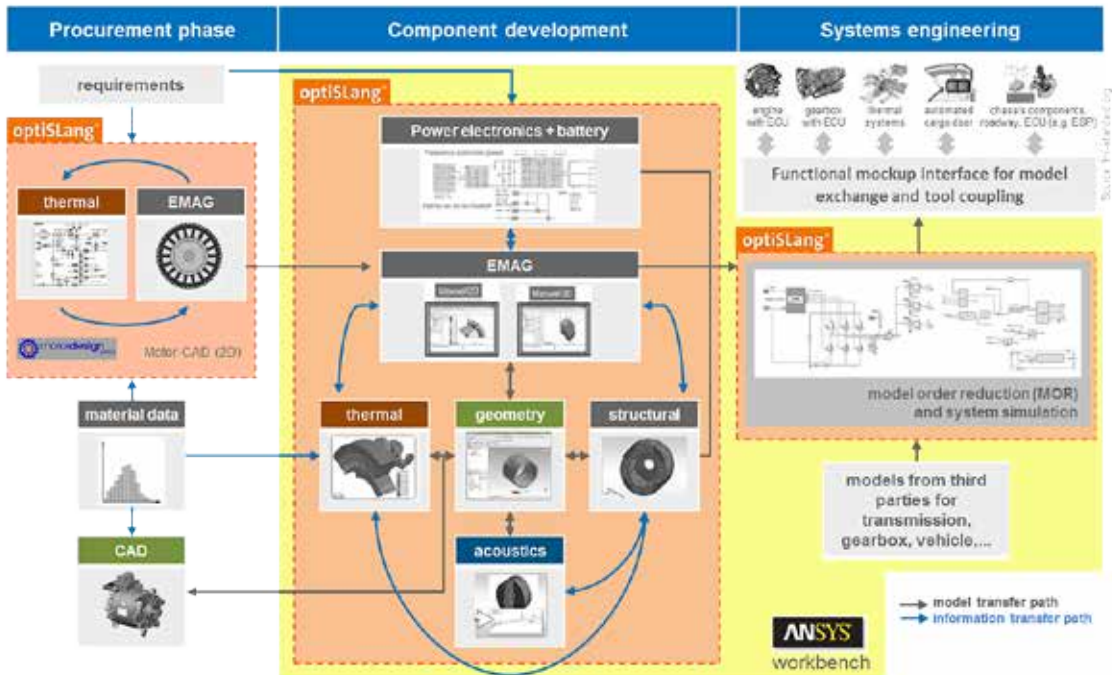 Procurement phase
Component development
Systems engineering
requirements
optiSLang
thermal
EMAG
motordesign
Motor-CAD (2D)
material data
CAD
optiSLang
Power electronics + battery
EMAG
thermal
geometry
structural
acoustics
engine
with ECU
gearbox
with ECU
thermal
systems
automated
cargo door
chassis components,
roadway, ECU (e.g. ESP)
Functional mockup interface for model
exchange and tool coupling
optiSLang
model order reduction (MOR)
and system simulation
models from third
parties for
transmission,
gearbox, vehicle,...
model transfer path
information transfer path
ANSYS
workbench